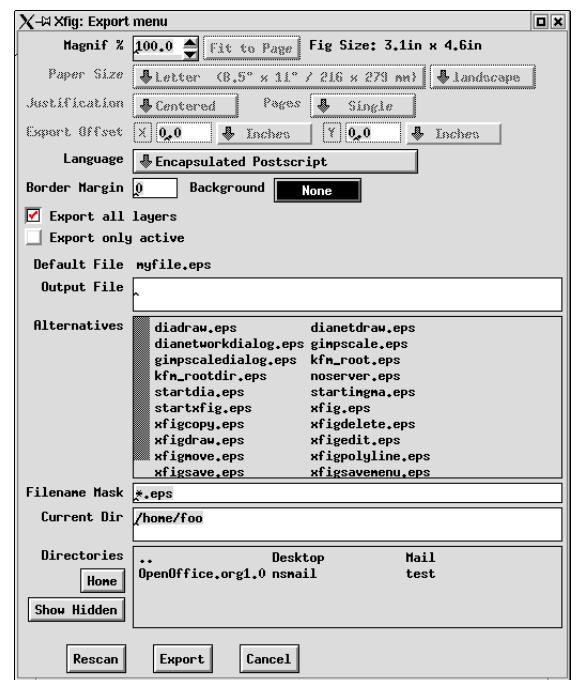 Xfig: Export menu
Magnif % 100.0 Fit to Page Fig Size: 3.1in x 4.6in
Paper Size Letter (8.5" x 11" / 216 x 279 mm) landscape
Justification Centered Pages Single
Export Offset X 0.0 Inches Y 0.0 Inches
Language Encapsulated Postscript
Border Margin 0 Background None
Export all layers
Export only active
Default File myfile.eps
Output File
Alternatives diadraw.eps dianetdraw.eps
dianetworkdialog.eps gimpscale.eps
gimpscaledialog.eps kfm_root.eps
kfm_rootdir.eps noserver.eps
startdia.eps startimgma.eps
startxfig.eps xfig.eps
xfigcopy.eps xfigdelete.eps
xfigdraw.eps xfigedit.eps
xfigmove.eps xfigpolyline.eps
xfigsave.eps xfigsavemenu.eps
Filename Mask *.eps
Current Dir /home/foo
Directories .. Desktop Mail
OpenOffice.org1.0 nsmail test
Home
Show Hidden
Rescan Export Cancel